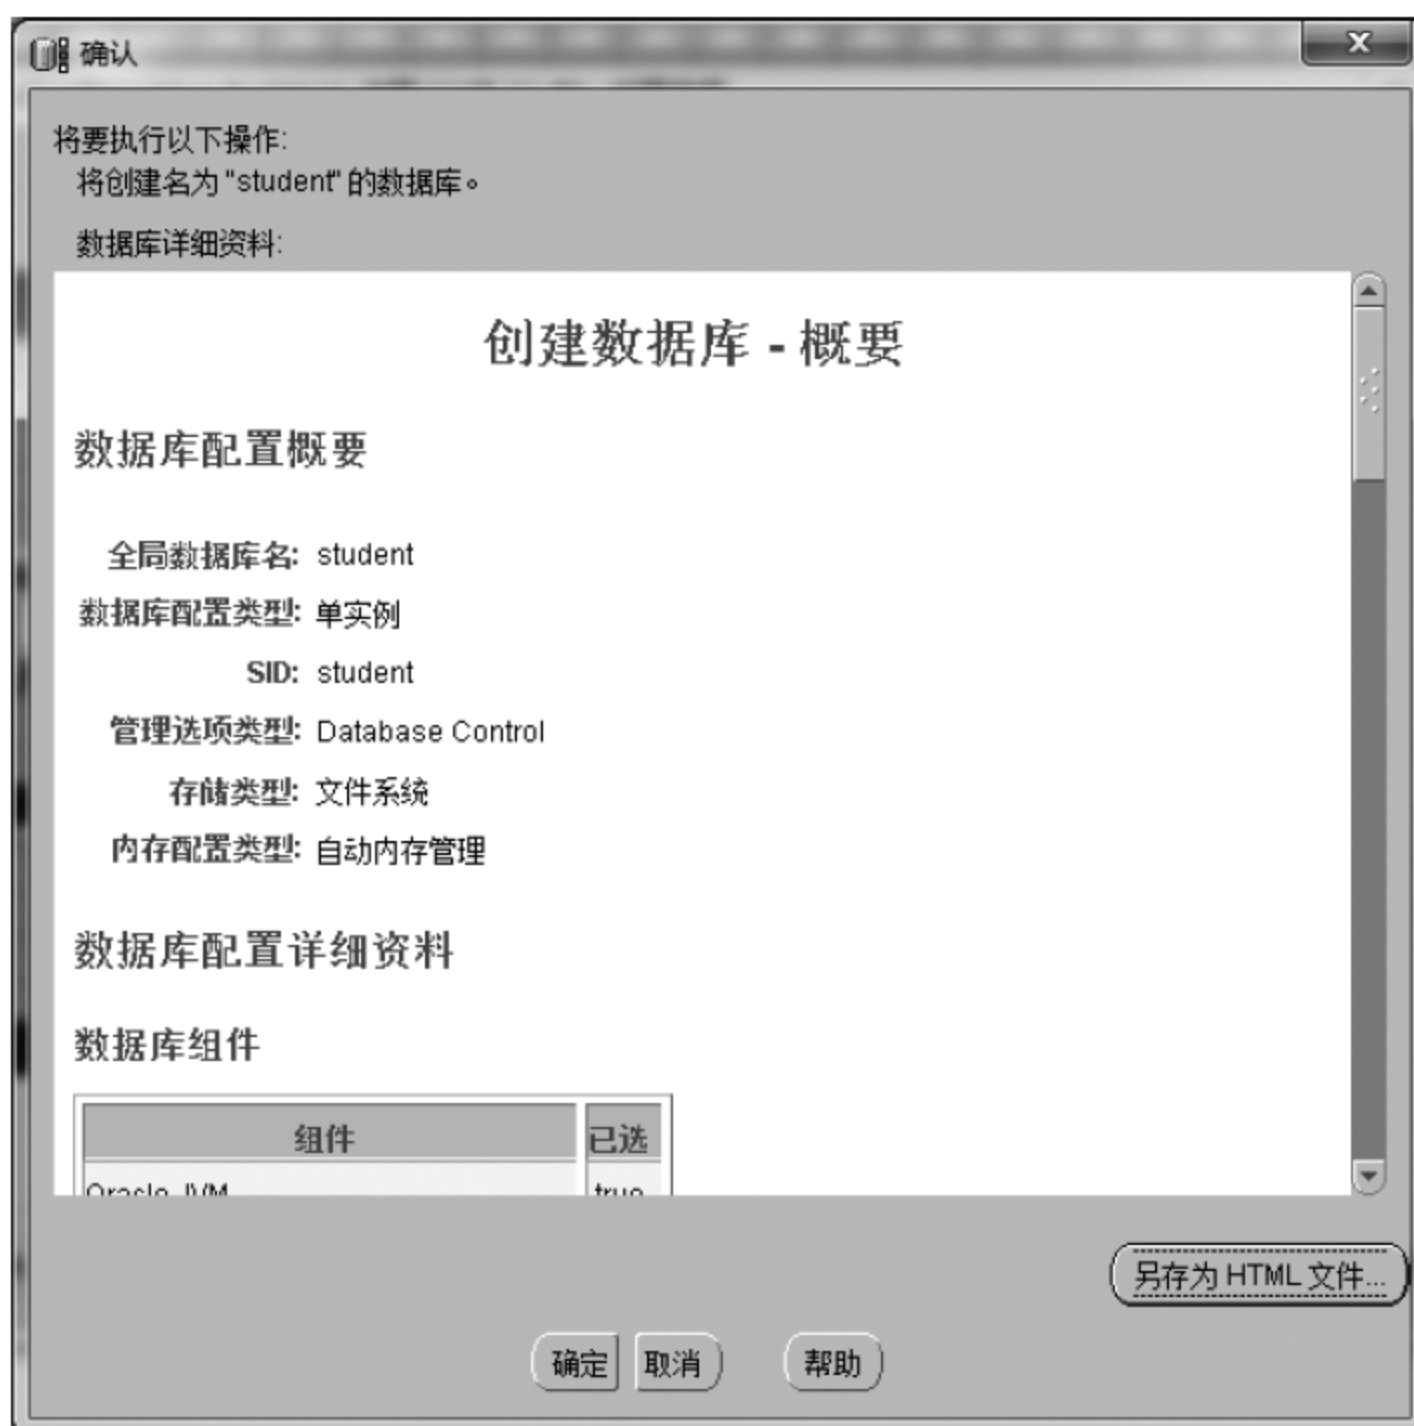 确认
将要执行以下操作:
将创建名为 "student" 的数据库。
数据库详细资料:
创建数据库 - 概要
数据库配置概要
全局数据库名: student
数据库配置类型: 单实例
SID: student
管理选项类型: Database Control
存储类型: 文件系统
内存配置类型: 自动内存管理
数据库配置详细资料
数据库组件
组件 已选
Oracle JVM true
另存为 HTML 文件...
确定 取消 帮助